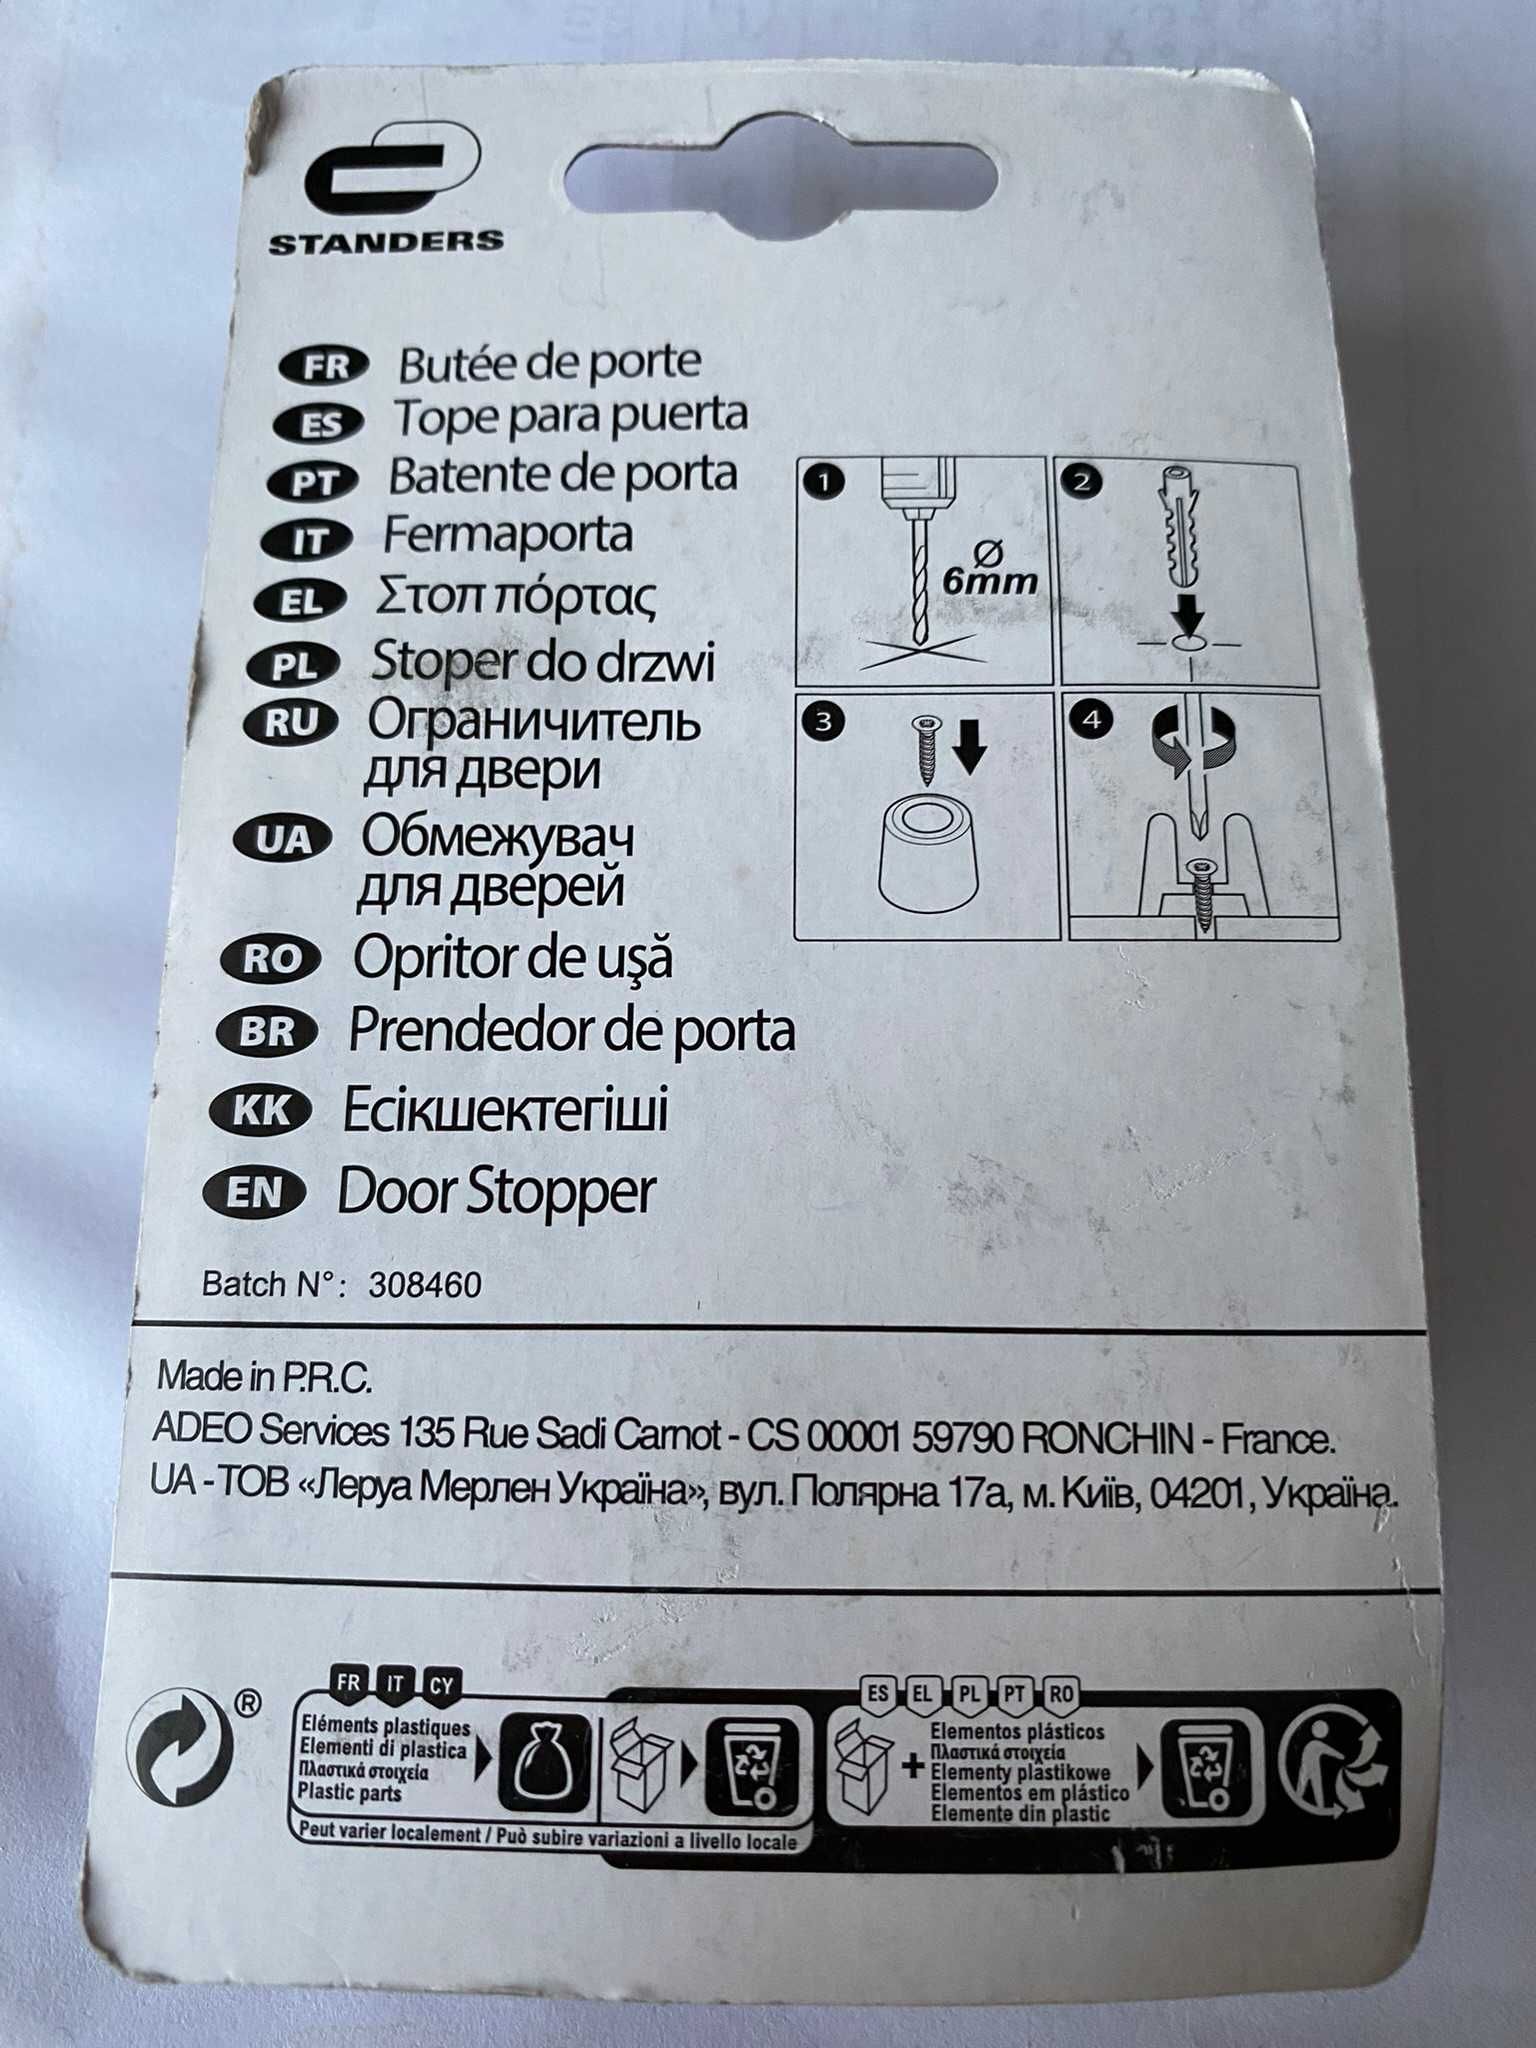 STANDERS
FR Butée de porte
ES Tope para puerta
PT Batente de porta
IT Fermaporta
EL Στοπ πόρτας
PL Stoper do drzwi
RU Ограничитель
для двери
UA Обмежувач
для дверей
RO Opritor de uşă
BR Prendedor de porta
KK Есікшектегіші
EN Door Stopper
1
Ø
6mm
2
3
4
Batch N°: 308460
Made in P.R.C.
ADEO Services 135 Rue Sadi Carnot - CS 00001 59790 RONCHIN - France.
UA - ТОВ «Леруа Мерлен Україна», вул. Полярна 17а, м. Київ, 04201, Україна.
®
FR IT CY
Eléments plastiques
Elementi di plastica
Πλαστικά στοιχεία
Plastic parts
Peut varier localement / Può subire variazioni a livello locale
ES EL PL PT RO
+
Elementos plásticos
Πλαστικά στοιχεία
Elementy plastikowe
Elementos em plástico
Elemente din plastic